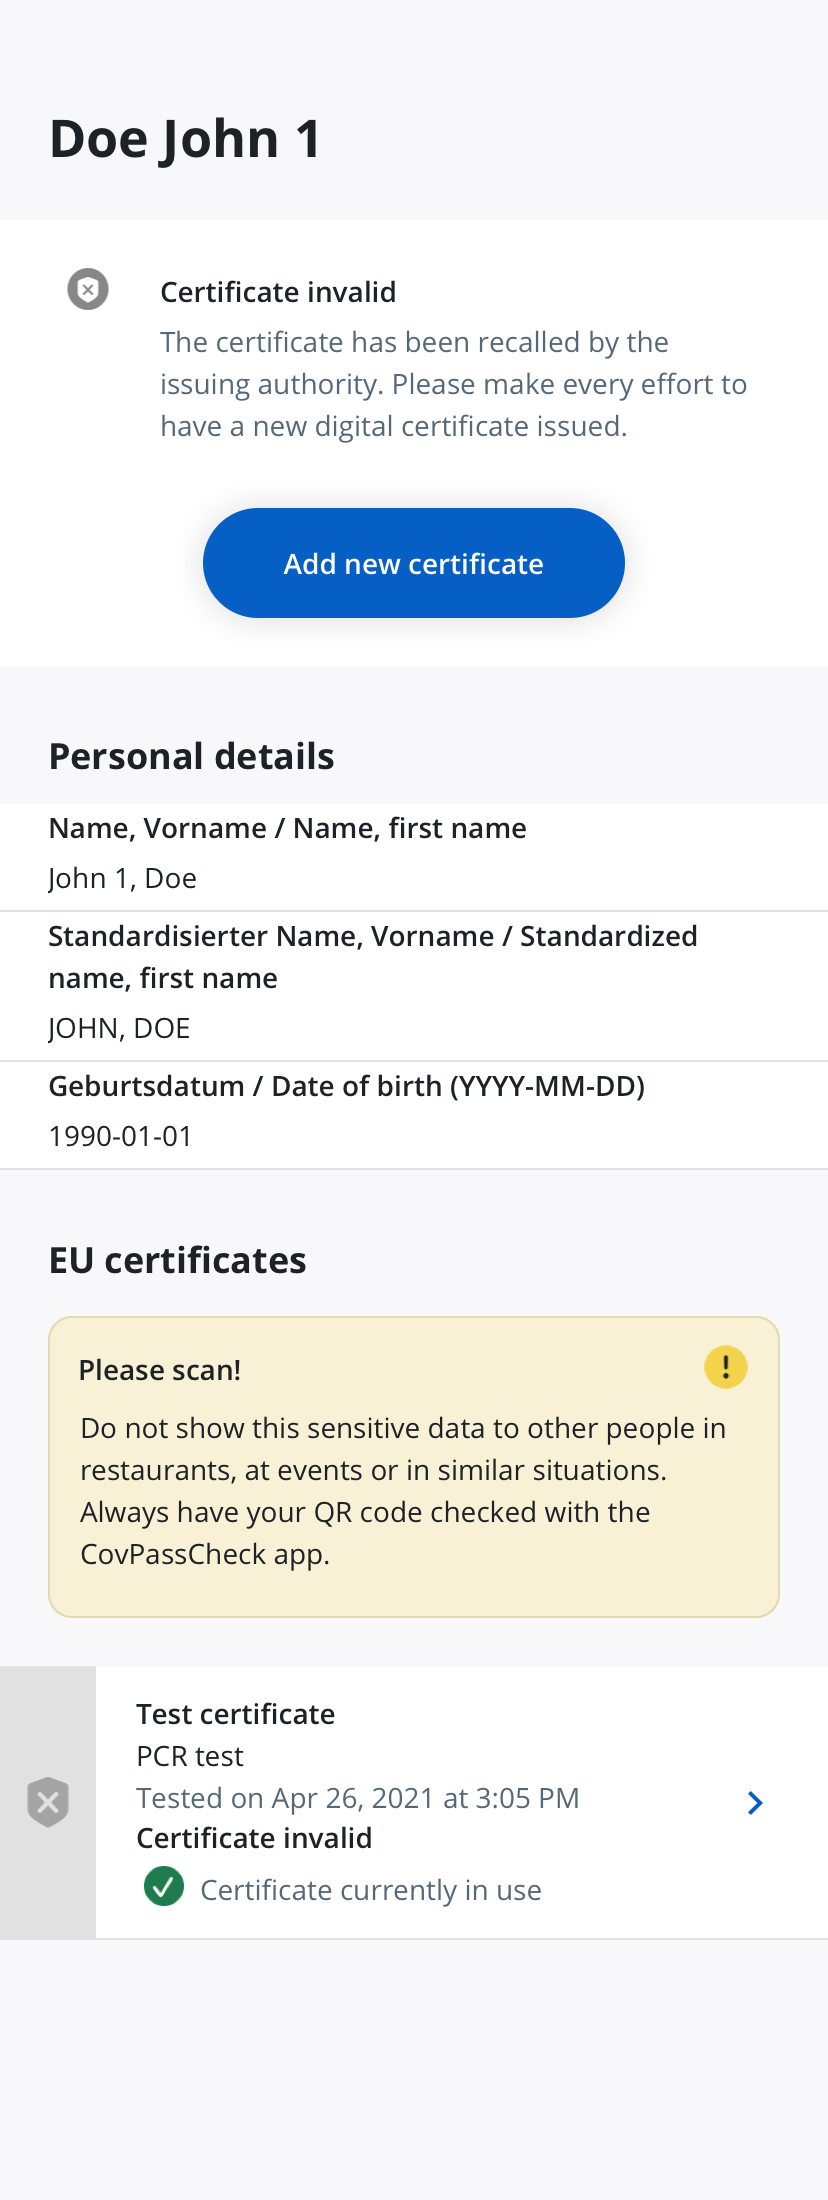 Doe John 1
Certificate invalid
The certificate has been recalled by the
issuing authority. Please make every effort to
have a new digital certificate issued.
Add new certificate
Personal details
Name, Vorname / Name, first name
John 1, Doe
Standardisierter Name, Vorname / Standardized
name, first name
JOHN, DOE
Geburtsdatum / Date of birth (YYYY-MM-DD)
1990-01-01
EU certificates
Please scan!
Do not show this sensitive data to other people in
restaurants, at events or in similar situations.
Always have your QR code checked with the
CovPassCheck app.
Test certificate
PCR test
Tested on Apr 26, 2021 at 3:05 PM
Certificate invalid
Certificate currently in use